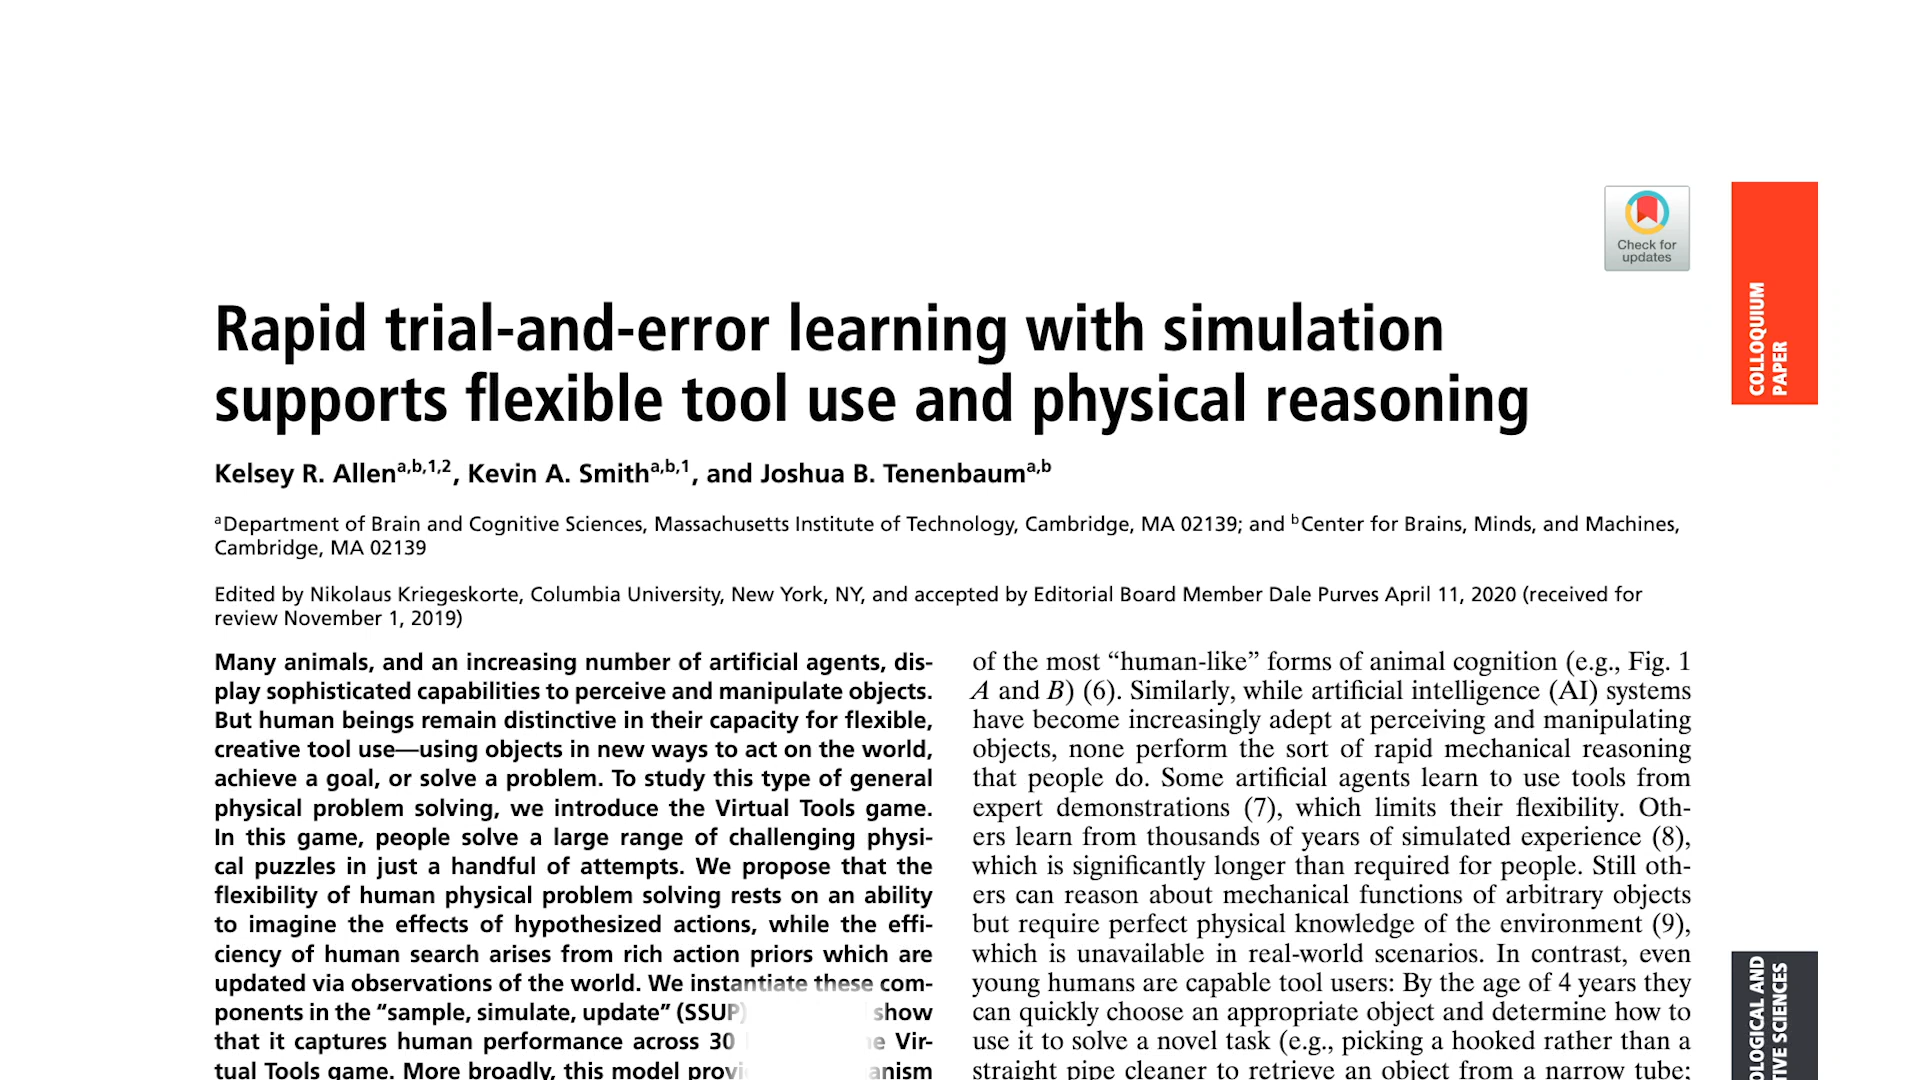 Check for
updates
COLLOQUIUM
PAPER
Rapid trial-and-error learning with simulation
supports flexible tool use and physical reasoning
Kelsey R. Allena,b,1,2, Kevin A. Smitha,b,1, and Joshua B. Tenenbauma,b
aDepartment of Brain and Cognitive Sciences, Massachusetts Institute of Technology, Cambridge, MA 02139; and bCenter for Brains, Minds, and Machines,
Cambridge, MA 02139
Edited by Nikolaus Kriegeskorte, Columbia University, New York, NY, and accepted by Editorial Board Member Dale Purves April 11, 2020 (received for
review November 1, 2019)
Many animals, and an increasing number of artificial agents, dis-
play sophisticated capabilities to perceive and manipulate objects.
But human beings remain distinctive in their capacity for flexible,
creative tool use—using objects in new ways to act on the world,
achieve a goal, or solve a problem. To study this type of general
physical problem solving, we introduce the Virtual Tools game.
In this game, people solve a large range of challenging physi-
cal puzzles in just a handful of attempts. We propose that the
flexibility of human physical problem solving rests on an ability
to imagine the effects of hypothesized actions, while the effi-
ciency of human search arises from rich action priors which are
updated via observations of the world. We instantiate these com-
ponents in the “sample, simulate, update” (SSUP) show
that it captures human performance across 30 Vir-
tual Tools game. More broadly, this model
of the most “human-like” forms of animal cognition (e.g., Fig. 1
A and B) (6). Similarly, while artificial intelligence (AI) systems
have become increasingly adept at perceiving and manipulating
objects, none perform the sort of rapid mechanical reasoning
that people do. Some artificial agents learn to use tools from
expert demonstrations (7), which limits their flexibility. Oth-
ers learn from thousands of years of simulated experience (8),
which is significantly longer than required for people. Still oth-
ers can reason about mechanical functions of arbitrary objects
but require perfect physical knowledge of the environment (9),
which is unavailable in real-world scenarios. In contrast, even
young humans are capable tool users: By the age of 4 years they
can quickly choose an appropriate object and determine how to
use it to solve a novel task (e.g., picking a hooked rather than a
straight pipe cleaner to retrieve an object from a narrow tube;
OLOGICAL AND
TIVE SCIENCES